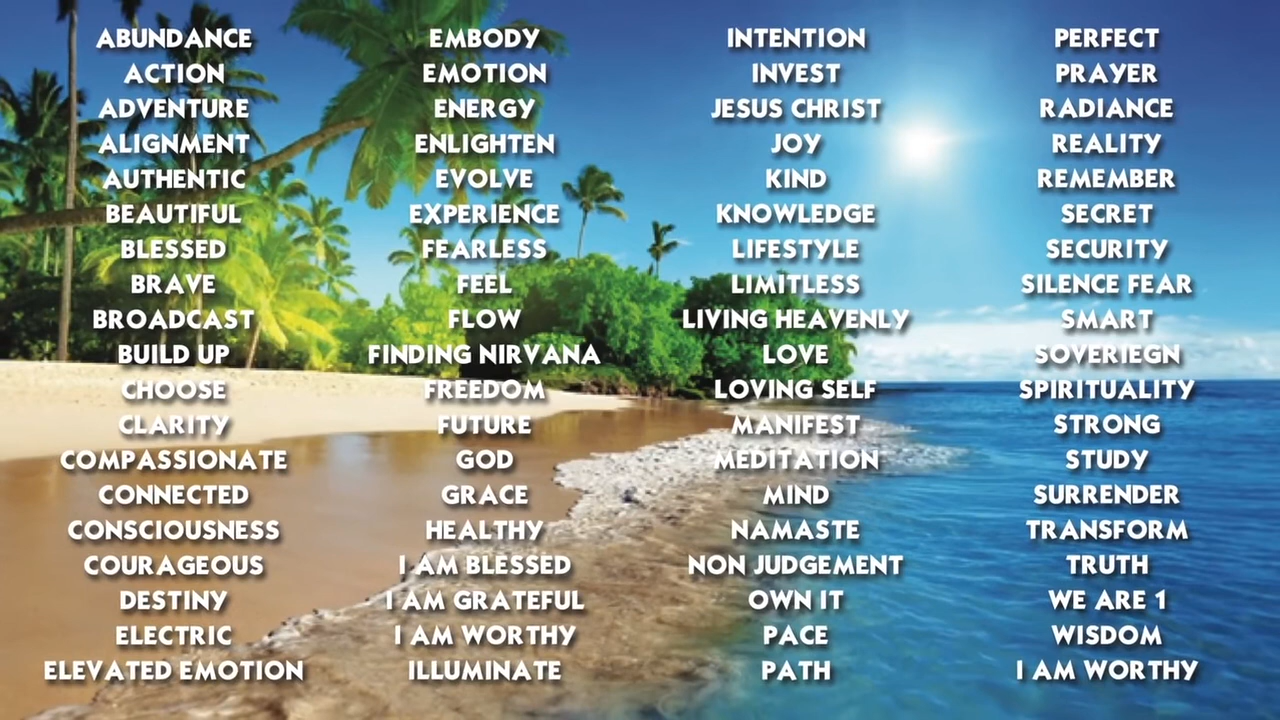 ABUNDANCE
ACTION
ADVENTURE
ALIGNMENT
AUTHENTIC
BEAUTIFUL
BLESSED
BRAVE
BROADCAST
BUILD UP
CHOOSE
CLARITY
COMPASSIONATE
CONNECTED
CONSCIOUSNESS
COURAGEOUS
DESTINY
ELECTRIC
ELEVATED EMOTION
EMBODY
EMOTION
ENERGY
ENLIGHTEN
EVOLVE
EXPERIENCE
FEARLESS
FEEL
FLOW
FINDING NIRVANA
FREEDOM
FUTURE
GOD
GRACE
HEALTHY
I AM BLESSED
I AM GRATEFUL
I AM WORTHY
ILLUMINATE
INTENTION
INVEST
JESUS CHRIST
JOY
KIND
KNOWLEDGE
LIFESTYLE
LIMITLESS
LIVING HEAVENLY
LOVE
LOVING SELF
MANIFEST
MEDITATION
MIND
NAMASTE
NON JUDGEMENT
OWN IT
PACE
PATH
PERFECT
PRAYER
RADIANCE
REALITY
REMEMBER
SECRET
SECURITY
SILENCE FEAR
SMART
SOVERIEGN
SPIRITUALITY
STRONG
STUDY
SURRENDER
TRANSFORM
TRUTH
WE ARE 1
WISDOM
I AM WORTHY